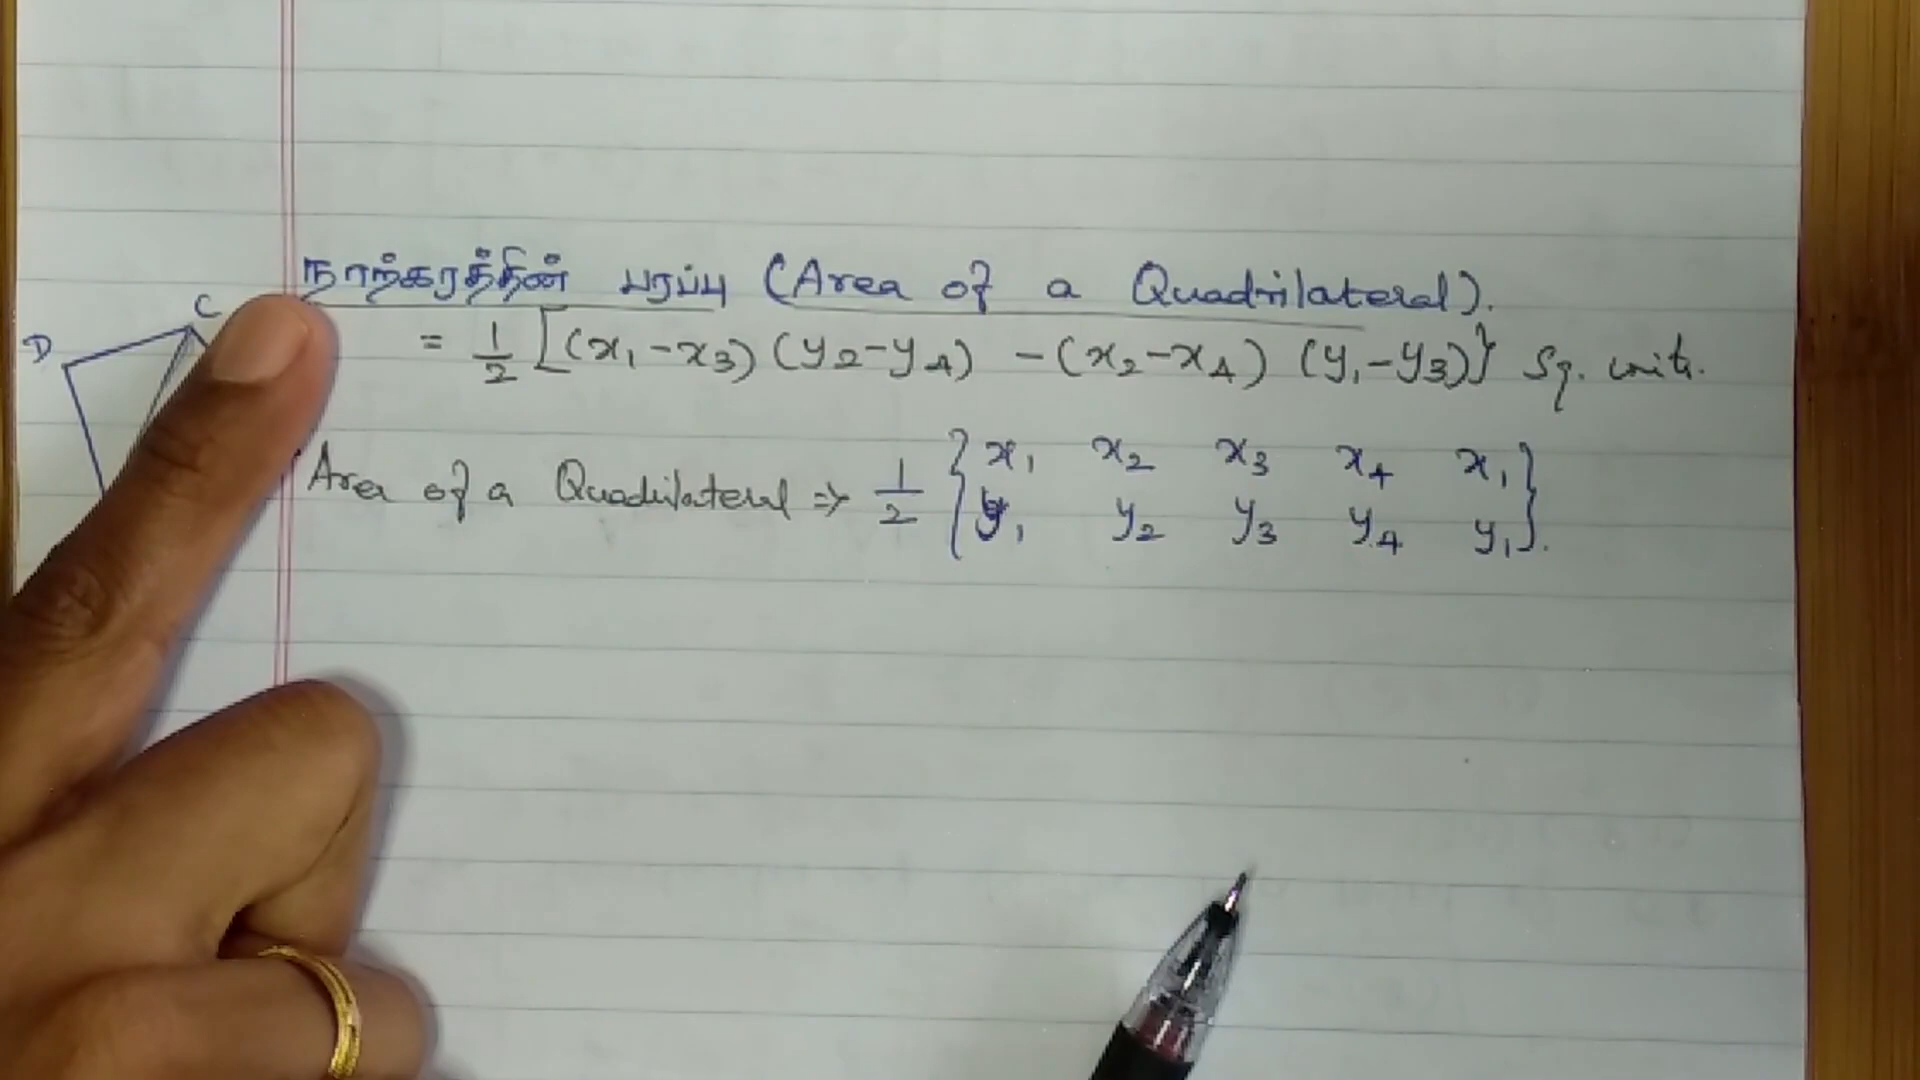 நாற்கரத்தின் பரப்பு (Area of a Quadrilateral).
= 1/2 [(x₁-x₃) (y₂-y₄) - (x₂-x₄) (y₁-y₃)} Sq. units.
Area of a Quadrilateral => 1/2 { x₁ x₂ x₃ x₄ x₁ }
y₁ y₂ y₃ y₄ y₁ .
C
D